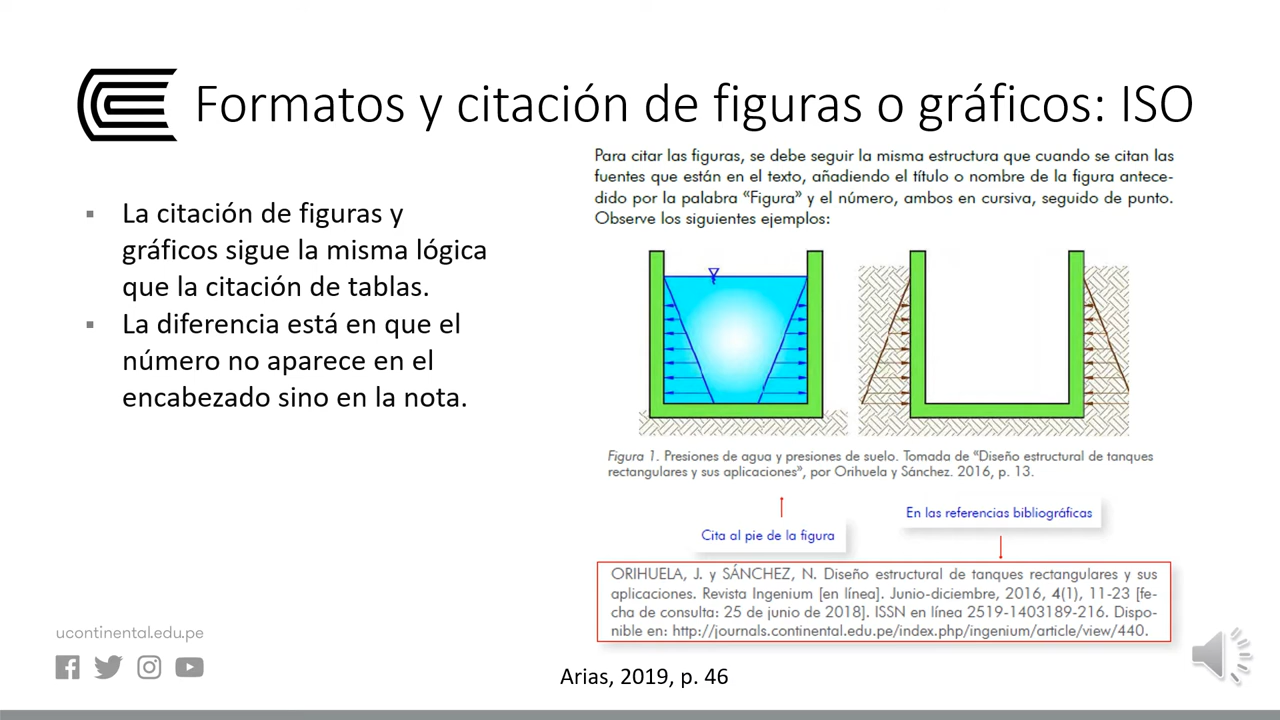 Formatos y citación de figuras o gráficos: ISO
▪ La citación de figuras y
gráficos sigue la misma lógica
que la citación de tablas.
▪ La diferencia está en que el
número no aparece en el
encabezado sino en la nota.
Para citar las figuras, se debe seguir la misma estructura que cuando se citan las
fuentes que están en el texto, añadiendo el título o nombre de la figura antece-
dido por la palabra “Figura” y el número, ambos en cursiva, seguido de punto.
Observe los siguientes ejemplos:
Figura 1. Presiones de agua y presiones de suelo. Tomada de “Diseño estructural de tanques
rectangulares y sus aplicaciones”, por Orihuela y Sánchez. 2016, p. 13.
Cita al pie de la figura
En las referencias bibliográficas
ORIHUELA, J. y SÁNCHEZ, N. Diseño estructural de tanques rectangulares y sus
aplicaciones. Revista Ingenium [en línea]. Junio-diciembre, 2016, 4(1), 11-23 [fe-
cha de consulta: 25 de junio de 2018]. ISSN en línea 2519-1403189-216. Dispo-
nible en: http://journals.continental.edu.pe/index.php/ingenium/article/view/440.
ucontinental.edu.pe
Arias, 2019, p. 46